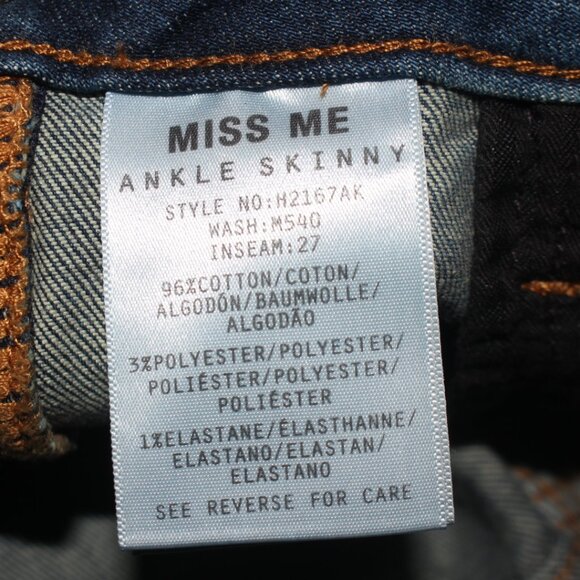 MISS ME
ANKLE SKINNY
STYLE NO:H2167AK
WASH:M540
INSEAM:27
96%COTTON/COTON/
ALGODÓN/BAUMWOLLE/
ALGODÃO
3%POLYESTER/POLYESTER/
POLIÉSTER/POLYESTER/
POLIÉSTER
1%ELASTANE/ÉLASTHANNE/
ELASTANO/ELASTAN/
ELASTANO
SEE REVERSE FOR CARE